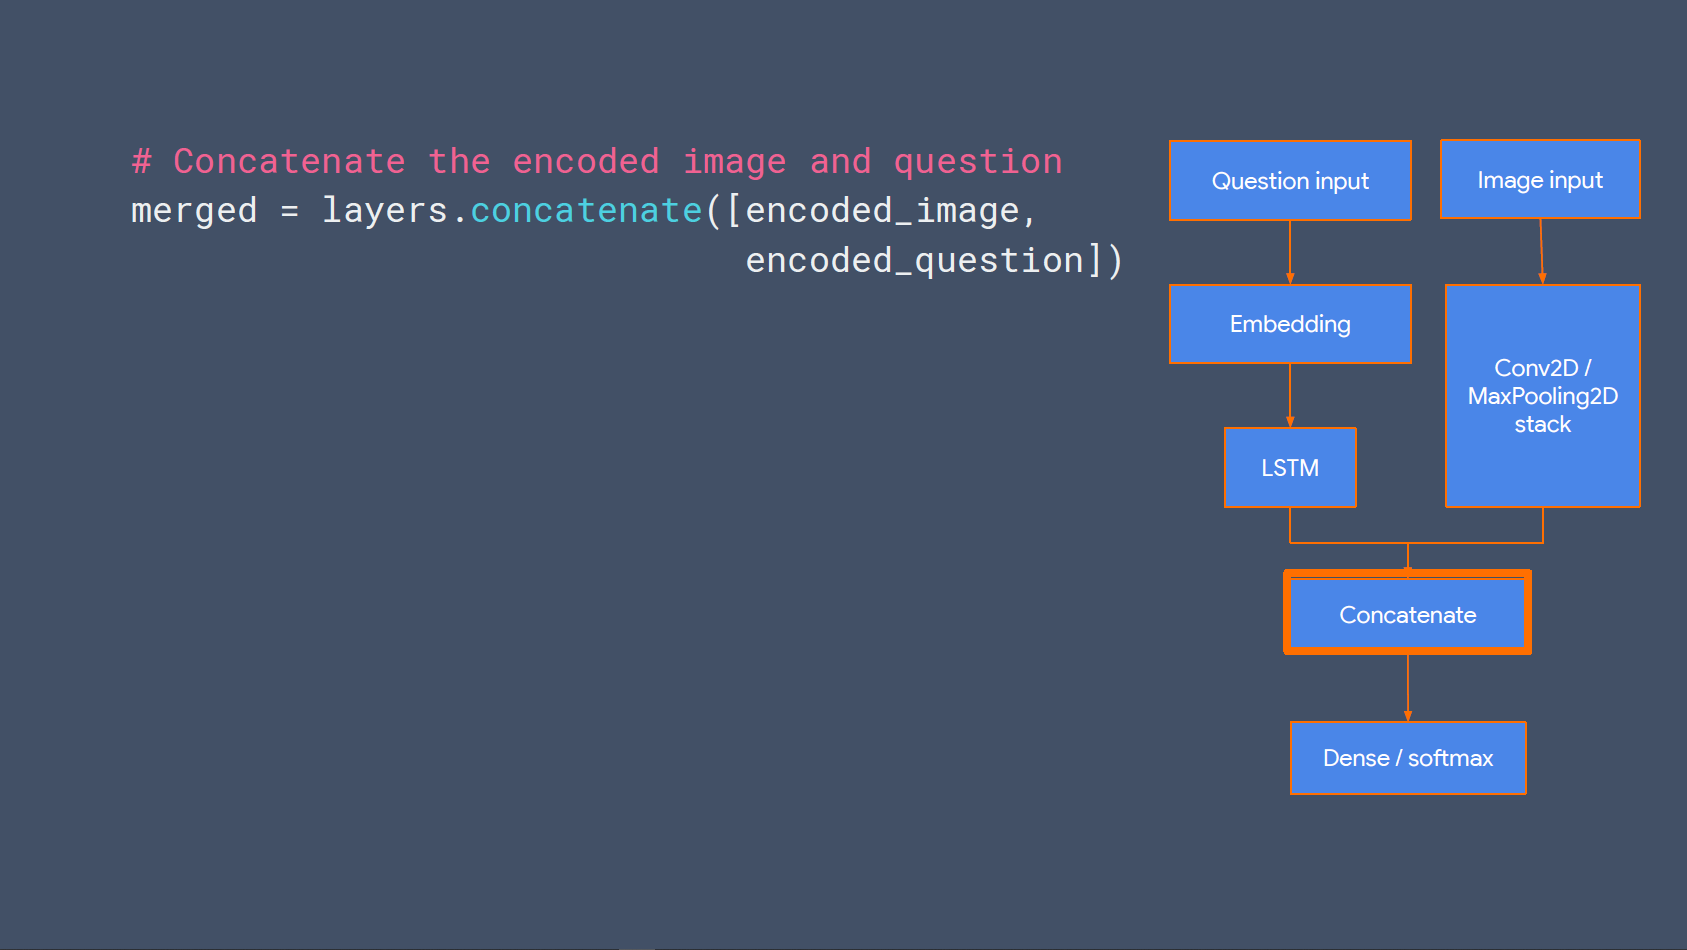 # Concatenate the encoded image and question
merged = layers.concatenate([encoded_image,
                             encoded_question])
Question input
Image input
Embedding
Conv2D /
MaxPooling2D
stack
LSTM
Concatenate
Dense / softmax